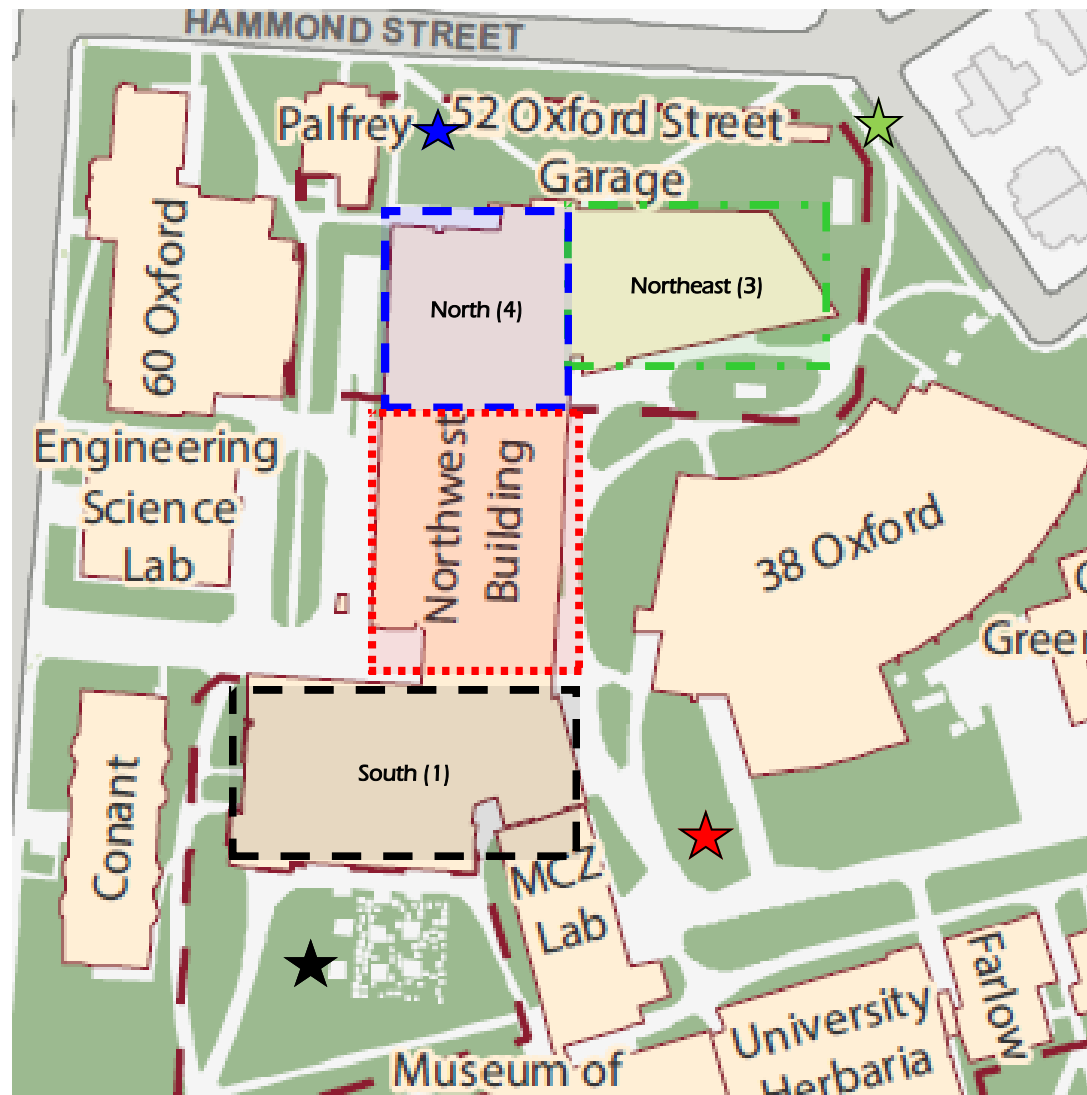 HAMMOND STREET
Palfrey
52 Oxford Street
Garage
60 Oxford
North (4)
Northeast (3)
Engineering
Science
Lab
Northwest
Building
38 Oxford
South (1)
Conant
MCZ
Lab
Farlow
University
Herbaria
Museum of